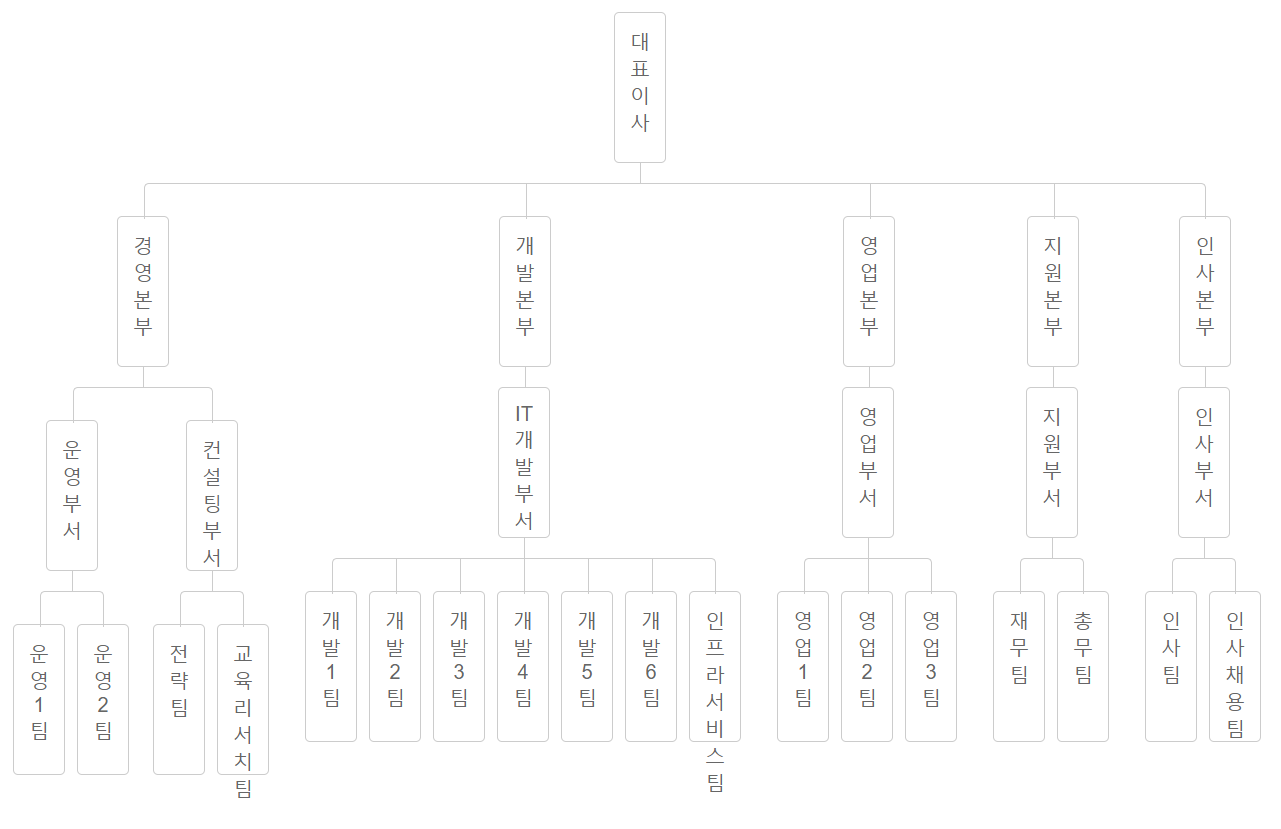 대표이사
경영본부
개발본부
영업본부
지원본부
인사본부
운영부서
컨설팅부서
IT개발부서
영업부서
지원부서
인사부서
운영1팀
운영2팀
전략팀
교육리서치팀
개발1팀
개발2팀
개발3팀
개발4팀
개발5팀
개발6팀
인프라서비스팀
영업1팀
영업2팀
영업3팀
재무팀
총무팀
인사팀
인사채용팀